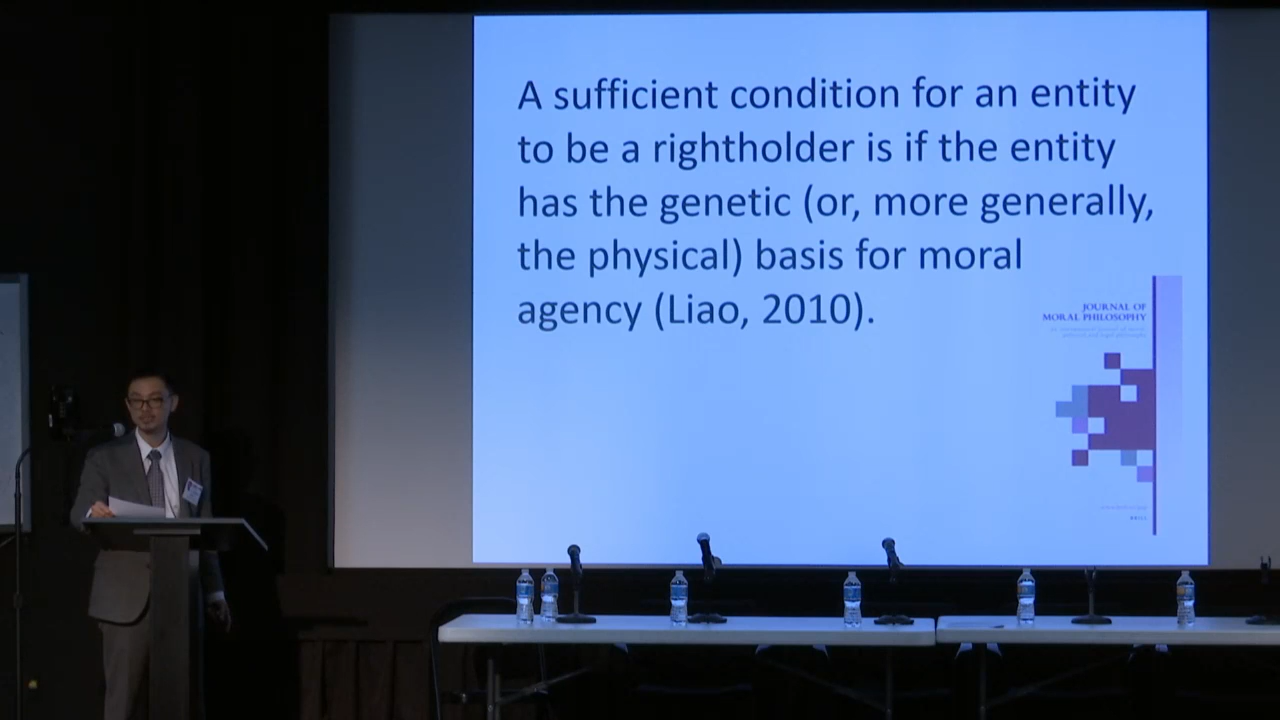 A sufficient condition for an entity
to be a rightholder is if the entity
has the genetic (or, more generally,
the physical) basis for moral
agency (Liao, 2010).
JOURNAL OF
MORAL PHILOSOPHY